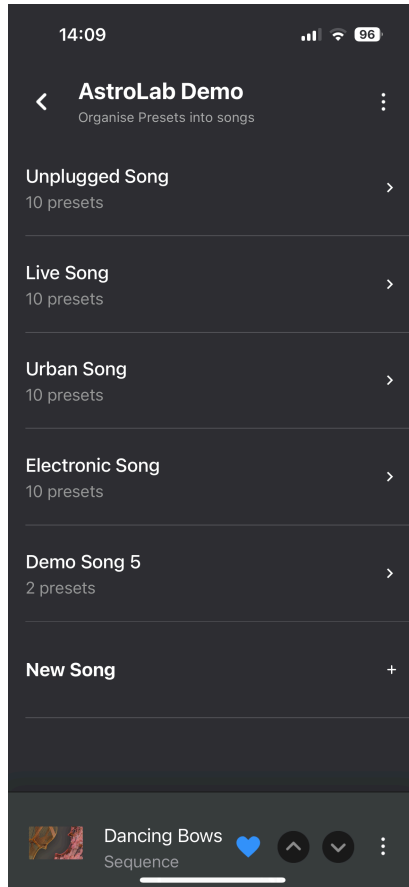 14:09
96
AstroLab Demo
Organise Presets into songs
Unplugged Song
10 presets
Live Song
10 presets
Urban Song
10 presets
Electronic Song
10 presets
Demo Song 5
2 presets
New Song
+
Dancing Bows
Sequence